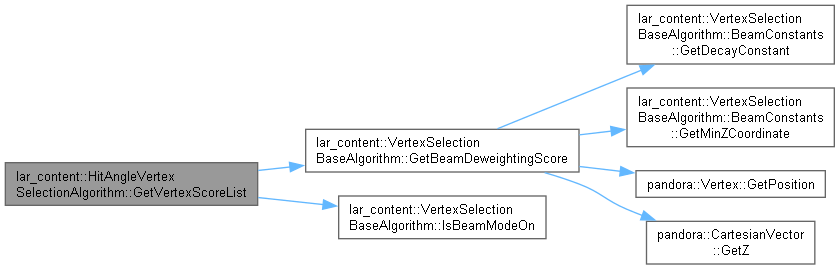 lar_content::HitAngleVertex
SelectionAlgorithm::GetVertexScoreList
lar_content::VertexSelection
BaseAlgorithm::GetBeamDeweightingScore
lar_content::VertexSelection
BaseAlgorithm::IsBeamModeOn
lar_content::VertexSelection
BaseAlgorithm::BeamConstants
::GetDecayConstant
lar_content::VertexSelection
BaseAlgorithm::BeamConstants
::GetMinZCoordinate
pandora::Vertex::GetPosition
pandora::CartesianVector
::GetZ